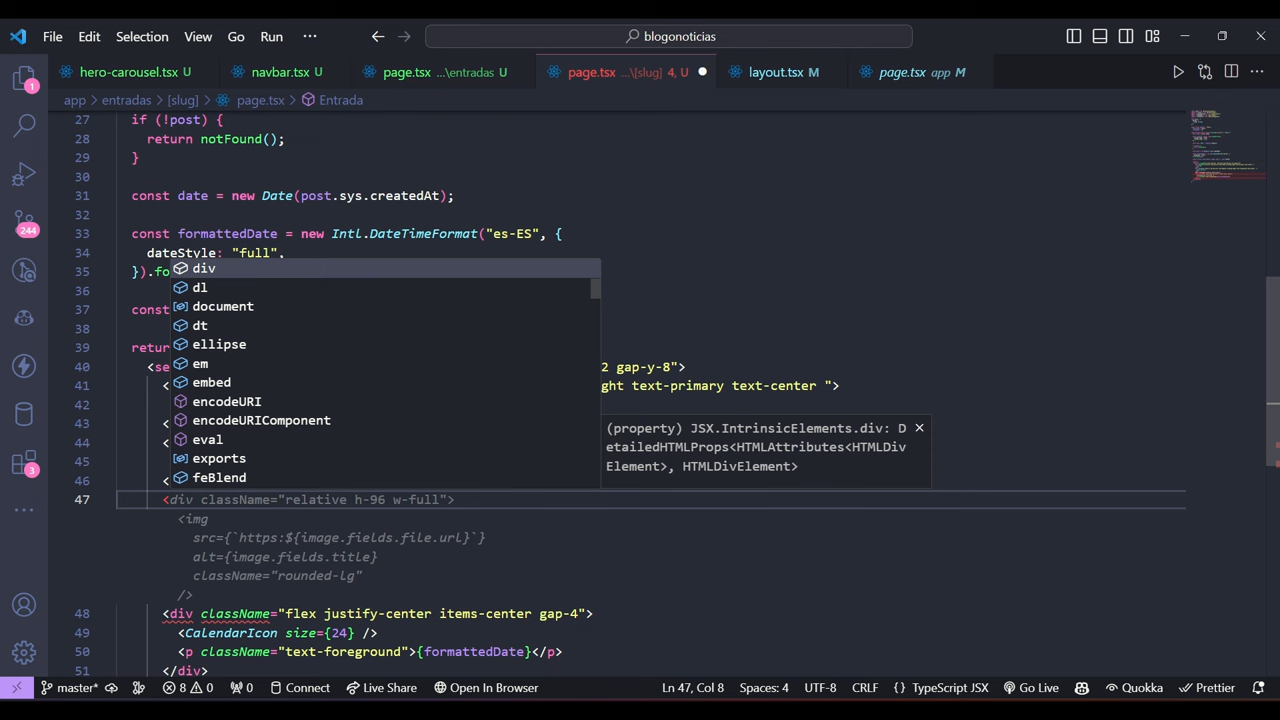 File Edit Selection View Go Run ··· blogonoticias
hero-carousel.tsx U navbar.tsx U page.tsx ...\entradas U page.tsx ...\[slug] 4, U layout.tsx M page.tsx app M
app > entradas > [slug] > page.tsx > Entrada
27 if (!post) {
28 return notFound();
29 }
30
31 const date = new Date(post.sys.createdAt);
32
33 const formattedDate = new Intl.DateTimeFormat("es-ES", {
34 dateStyle: "full",
35 }).fo
36
37 const
38
39 retur
40 <se 2 gap-y-8">
41 < ght text-primary text-center ">
42
43 <
44 <
45
46 <
div
dl
document
dt
ellipse
em
embed
encodeURI
encodeURIComponent
eval
exports
feBlend
(property) JSX.IntrinsicElements.div: D
etailedHTMLProps<HTMLAttributes<HTMLDiv
Element>, HTMLDivElement>
47 <div className="relative h-96 w-full">
<img
src={`https:${image.fields.file.url}`}
alt={image.fields.title}
className="rounded-lg"
/>
48 <div className="flex justify-center items-center gap-4">
49 <CalendarIcon size={24} />
50 <p className="text-foreground">{formattedDate}</p>
51 </div>
1
244
3
master* 8 0 0 Connect Live Share Open In Browser Ln 47, Col 8 Spaces: 4 UTF-8 CRLF {} TypeScript JSX Go Live Quokka Prettier